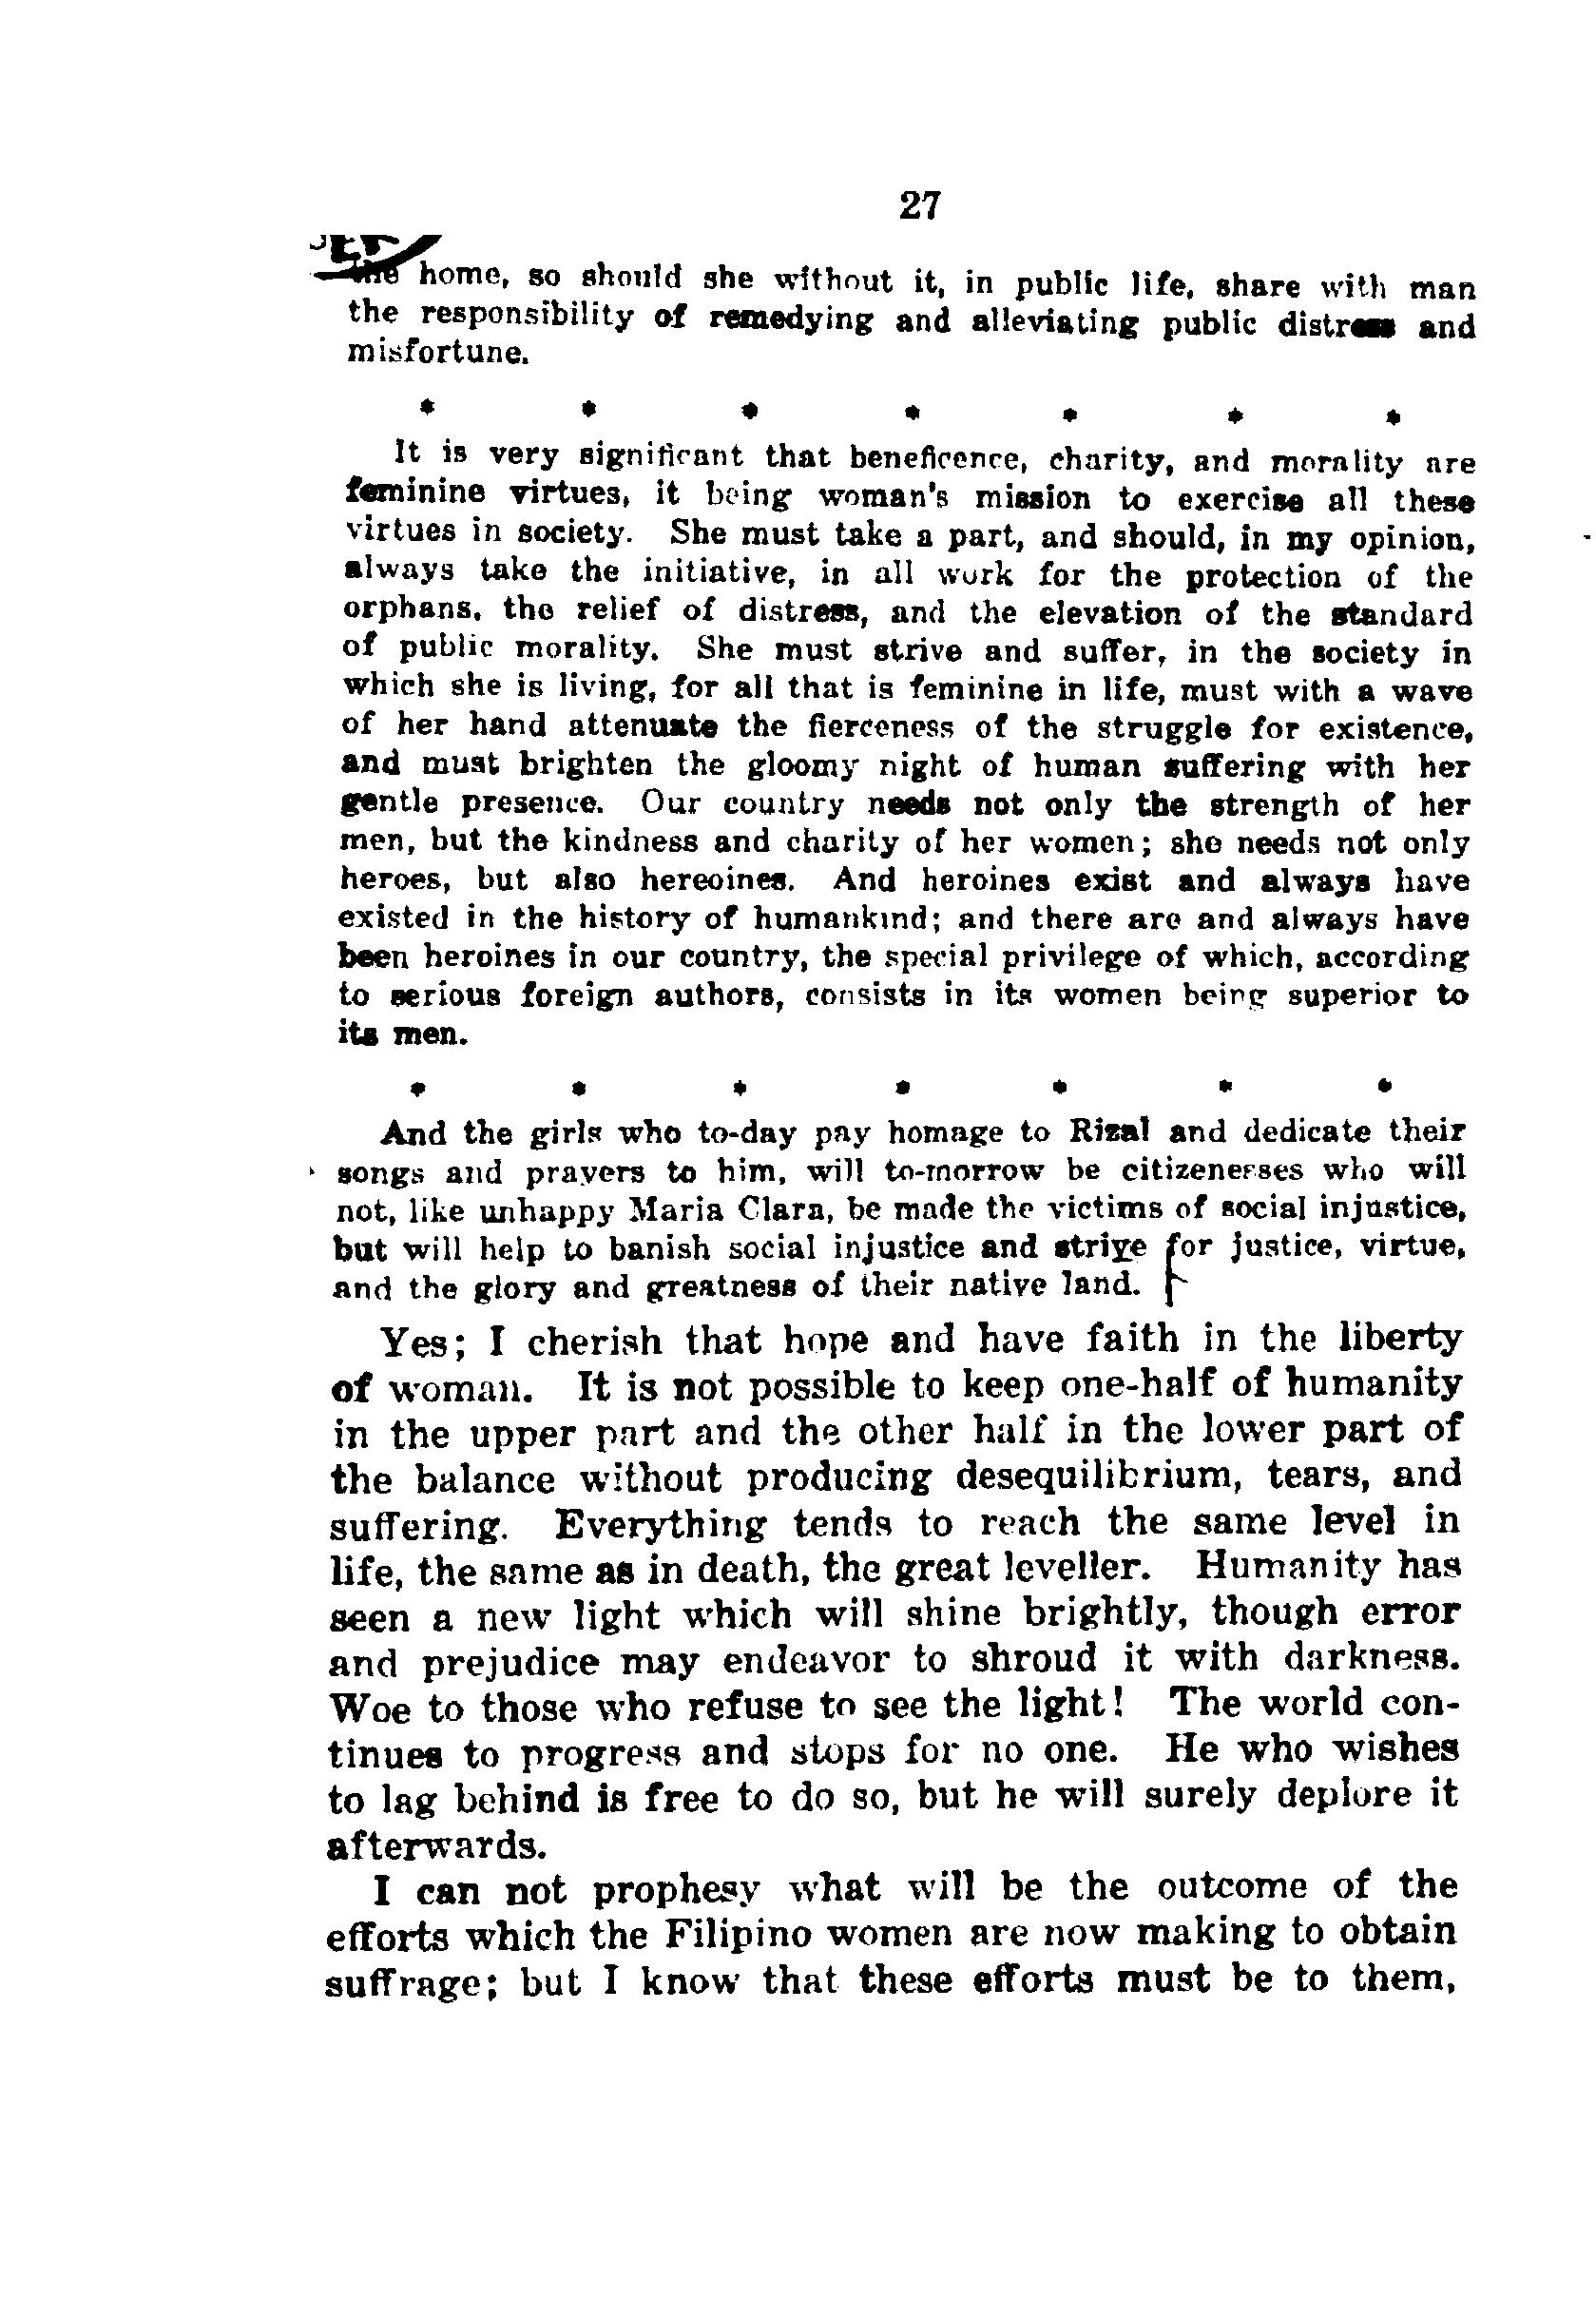 27
the home, so should she without it, in public life, share with man
the responsibility of remedying and alleviating public distress and
misfortune.
* * * * * * *
It is very significant that beneficence, charity, and morality are
feminine virtues, it being woman's mission to exercise all these
virtues in society. She must take a part, and should, in my opinion,
always take the initiative, in all work for the protection of the
orphans, the relief of distress, and the elevation of the standard
of public morality. She must strive and suffer, in the society in
which she is living, for all that is feminine in life, must with a wave
of her hand attenuate the fierceness of the struggle for existence,
and must brighten the gloomy night of human suffering with her
gentle presence. Our country needs not only the strength of her
men, but the kindness and charity of her women; she needs not only
heroes, but also hereoines. And heroines exist and always have
existed in the history of humankind; and there are and always have
been heroines in our country, the special privilege of which, according
to serious foreign authors, consists in its women being superior to
its men.
* * * * * * *
And the girls who to-day pay homage to Rizal and dedicate their
songs and prayers to him, will to-morrow be citizenesses who will
not, like unhappy Maria Clara, be made the victims of social injustice,
but will help to banish social injustice and strive for justice, virtue,
and the glory and greatness of their native land.
Yes; I cherish that hope and have faith in the liberty
of woman. It is not possible to keep one-half of humanity
in the upper part and the other half in the lower part of
the balance without producing desequilibrium, tears, and
suffering. Everything tends to reach the same level in
life, the same as in death, the great leveller. Humanity has
seen a new light which will shine brightly, though error
and prejudice may endeavor to shroud it with darkness.
Woe to those who refuse to see the light! The world con-
tinues to progress and stops for no one. He who wishes
to lag behind is free to do so, but he will surely deplore it
afterwards.
I can not prophesy what will be the outcome of the
efforts which the Filipino women are now making to obtain
suffrage; but I know that these efforts must be to them,